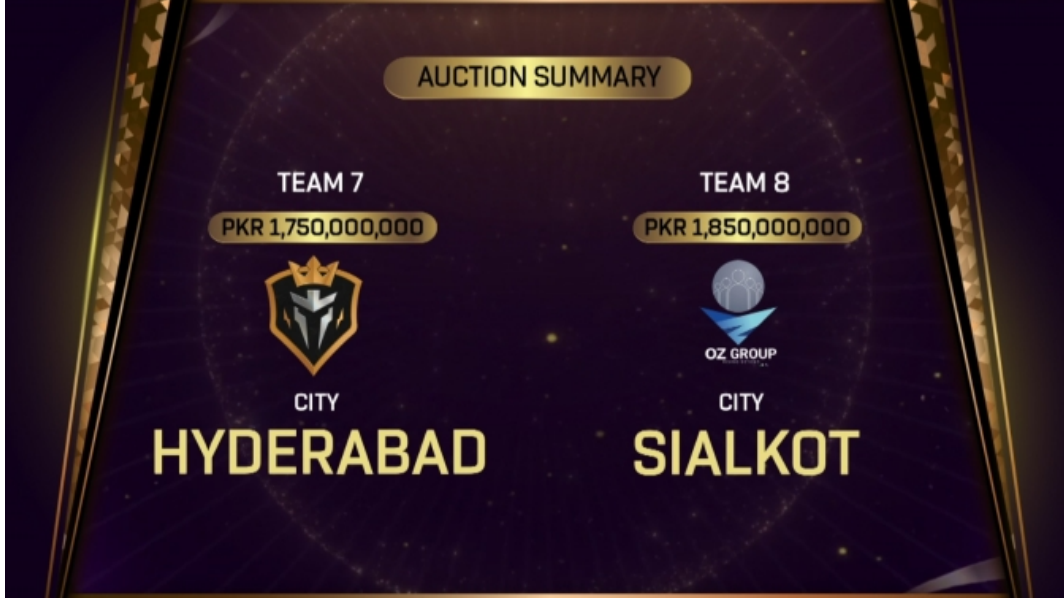 AUCTION SUMMARY
TEAM 7
PKR 1,750,000,000
CITY
HYDERABAD
TEAM 8
PKR 1,850,000,000
OZ GROUP
CITY
SIALKOT